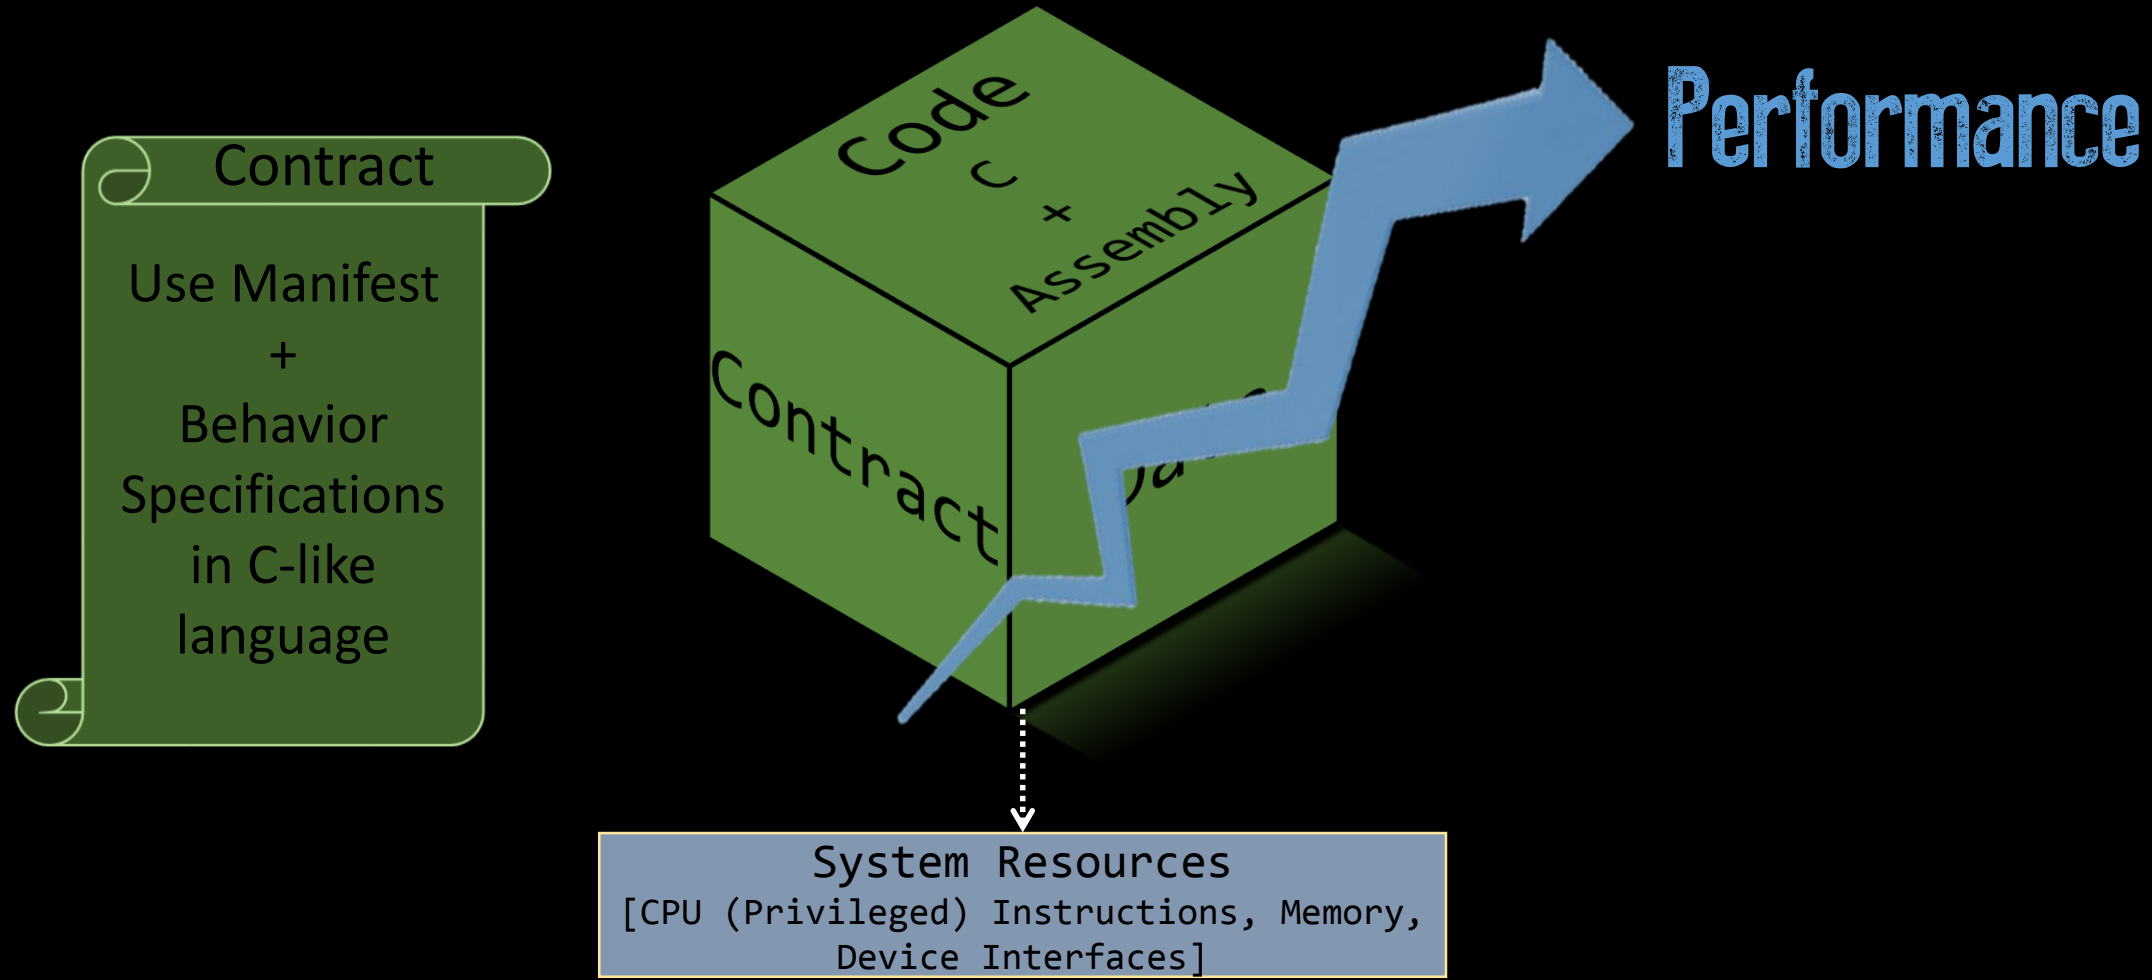 Contract
Use Manifest
+
Behavior
Specifications
in C-like
language
Code
C
+
Assembly
Contract
Performance
System Resources
[CPU (Privileged) Instructions, Memory,
Device Interfaces]